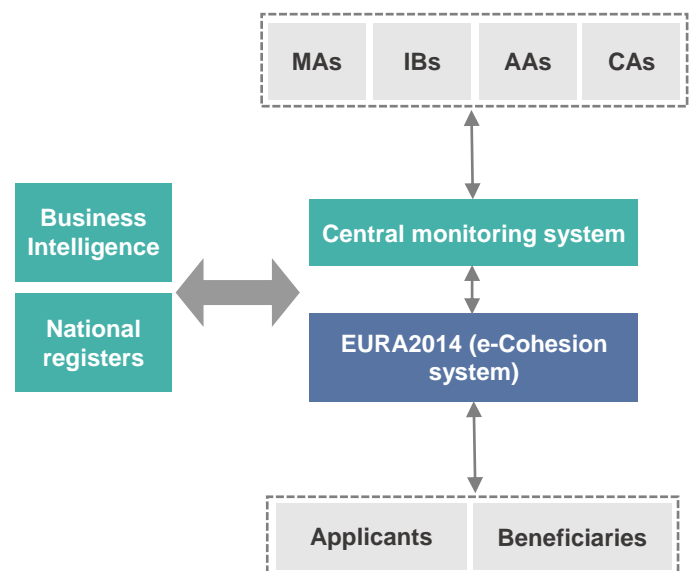 MAs IBs AAs CAs
Business
Intelligence
Central monitoring system
National
registers
EURA2014 (e-Cohesion
system)
Applicants Beneficiaries